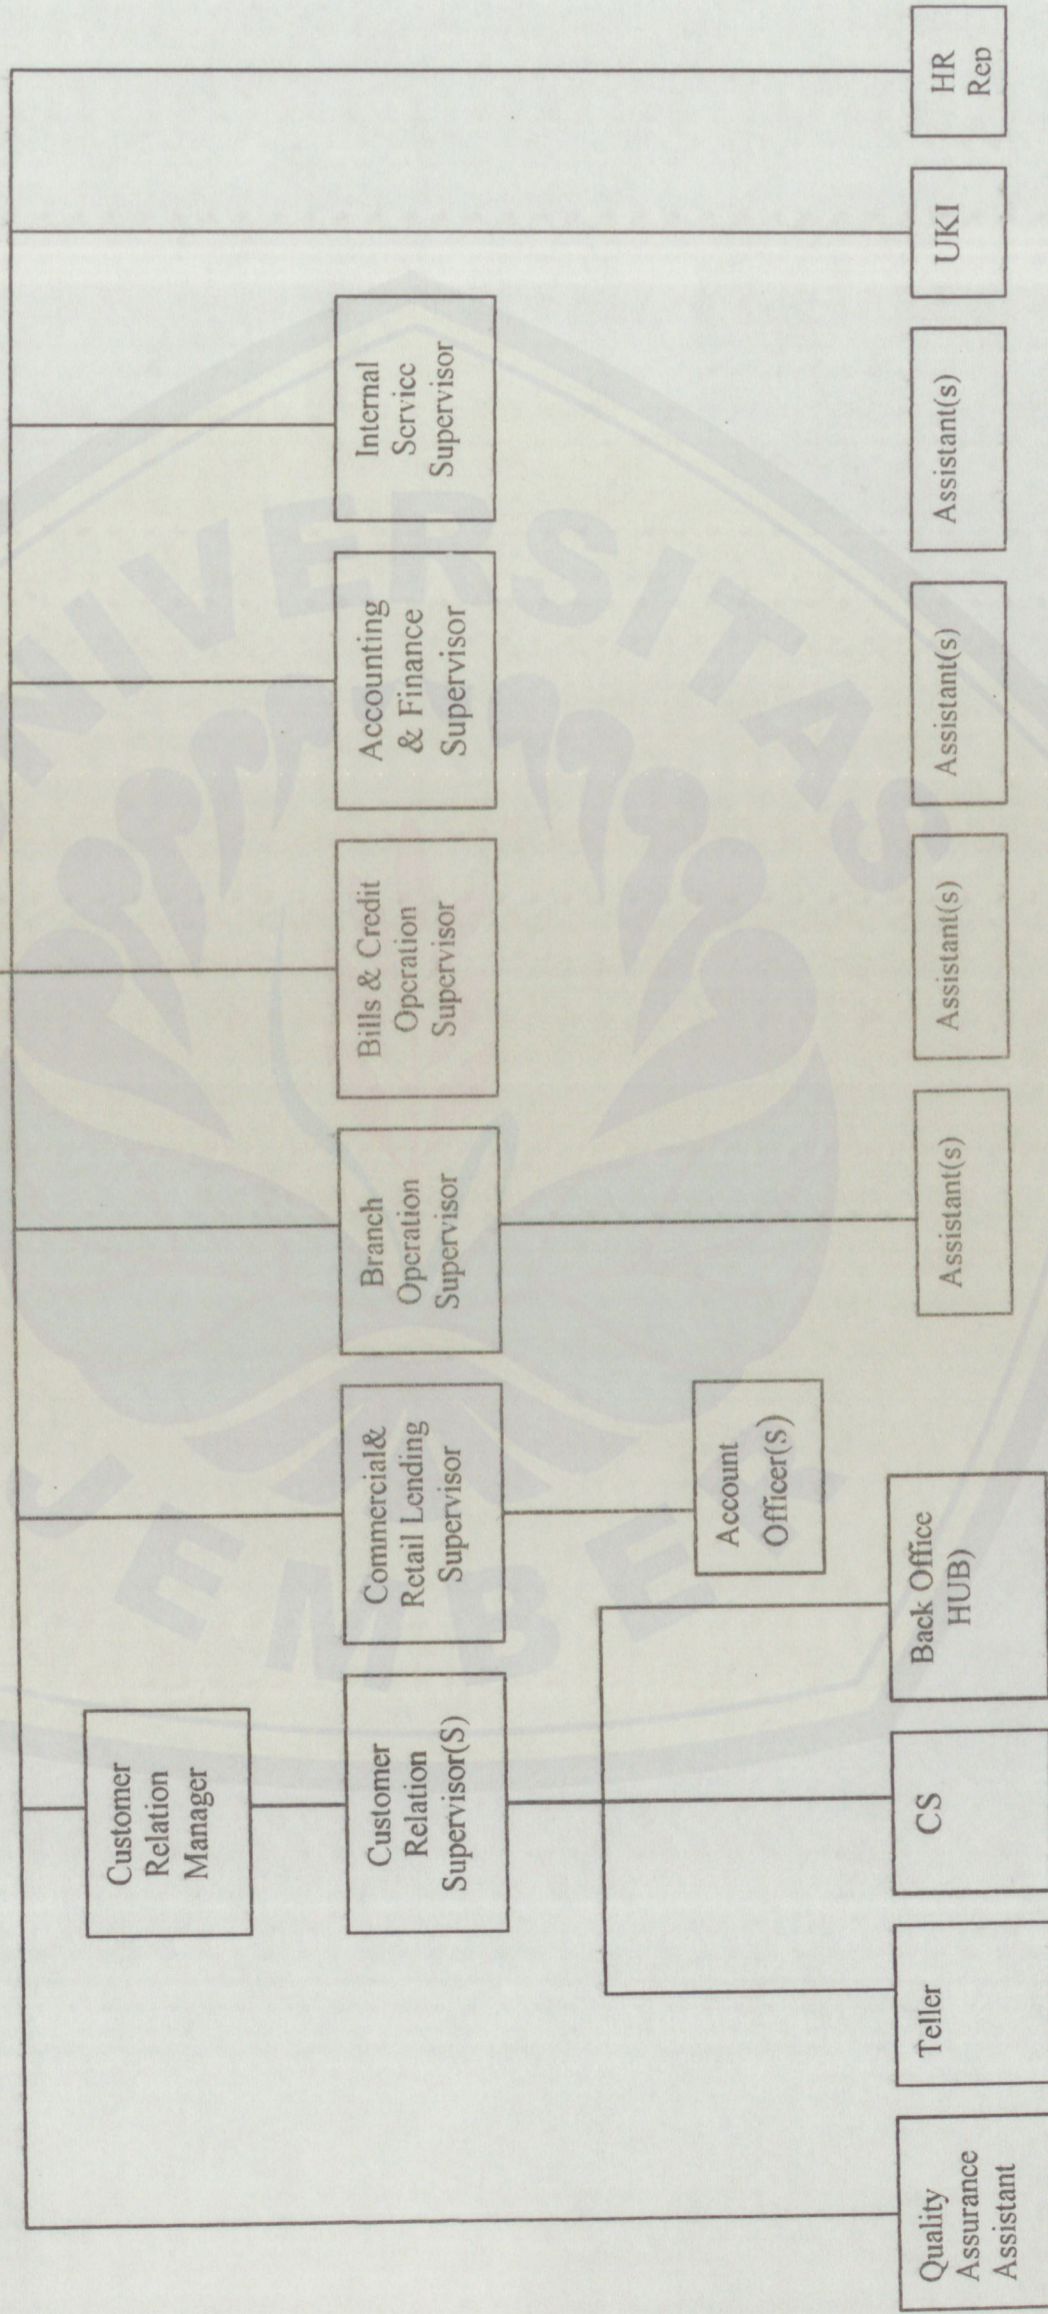 Customer
Relation
Manager
Customer
Relation
Supervisor(S)
Commercial&
Retail Lending
Supervisor
Branch
Operation
Supervisor
Bills & Credit
Operation
Supervisor
Accounting
& Finance
Supervisor
Internal
Service
Supervisor
Account
Officer(S)
Quality
Assurance
Assistant
Teller
CS
Back Office
HUB)
Assistant(s)
Assistant(s)
Assistant(s)
Assistant(s)
UKI
HR
Rep
UNIVERSITAS
JEMBER